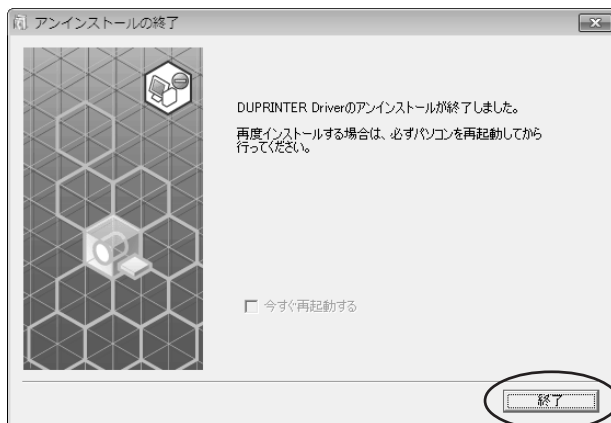 アンインストールの終了
DUPRINTER Driverのアンインストールが終了しました。
再度インストールする場合は、必ずパソコンを再起動してから
行ってください。
今すぐ再起動する
終了